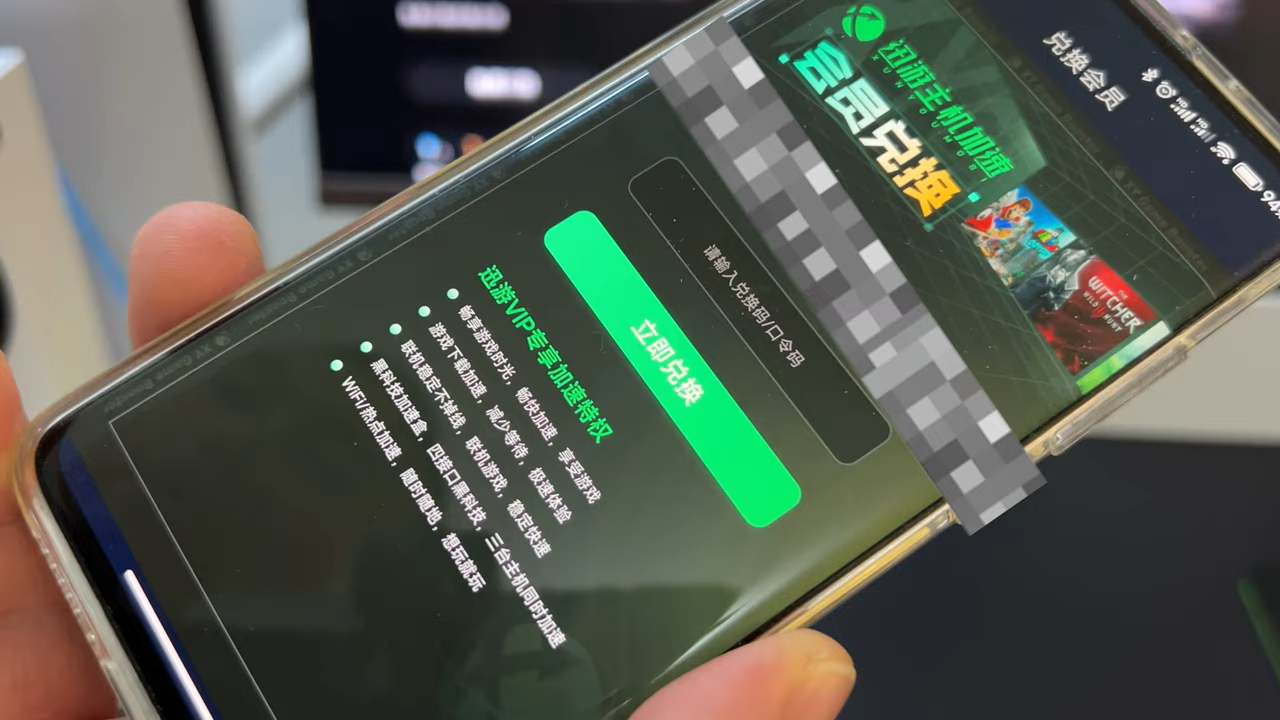 兑换会员
迅游主机加速
XUNYOUMOBI
会员兑换
THE
WITCHER
WILD HUNT
请输入兑换码/口令码
立即兑换
迅游VIP专享加速特权
畅享游戏时光，畅快加速，享受游戏
游戏下载加速，减少等待，极速体验
联机稳定不掉线，联机游戏，稳定快速
黑科技加速盒，四接口黑科技，三台主机同时加速
WIFI/热点加速，随时随地，想玩就玩